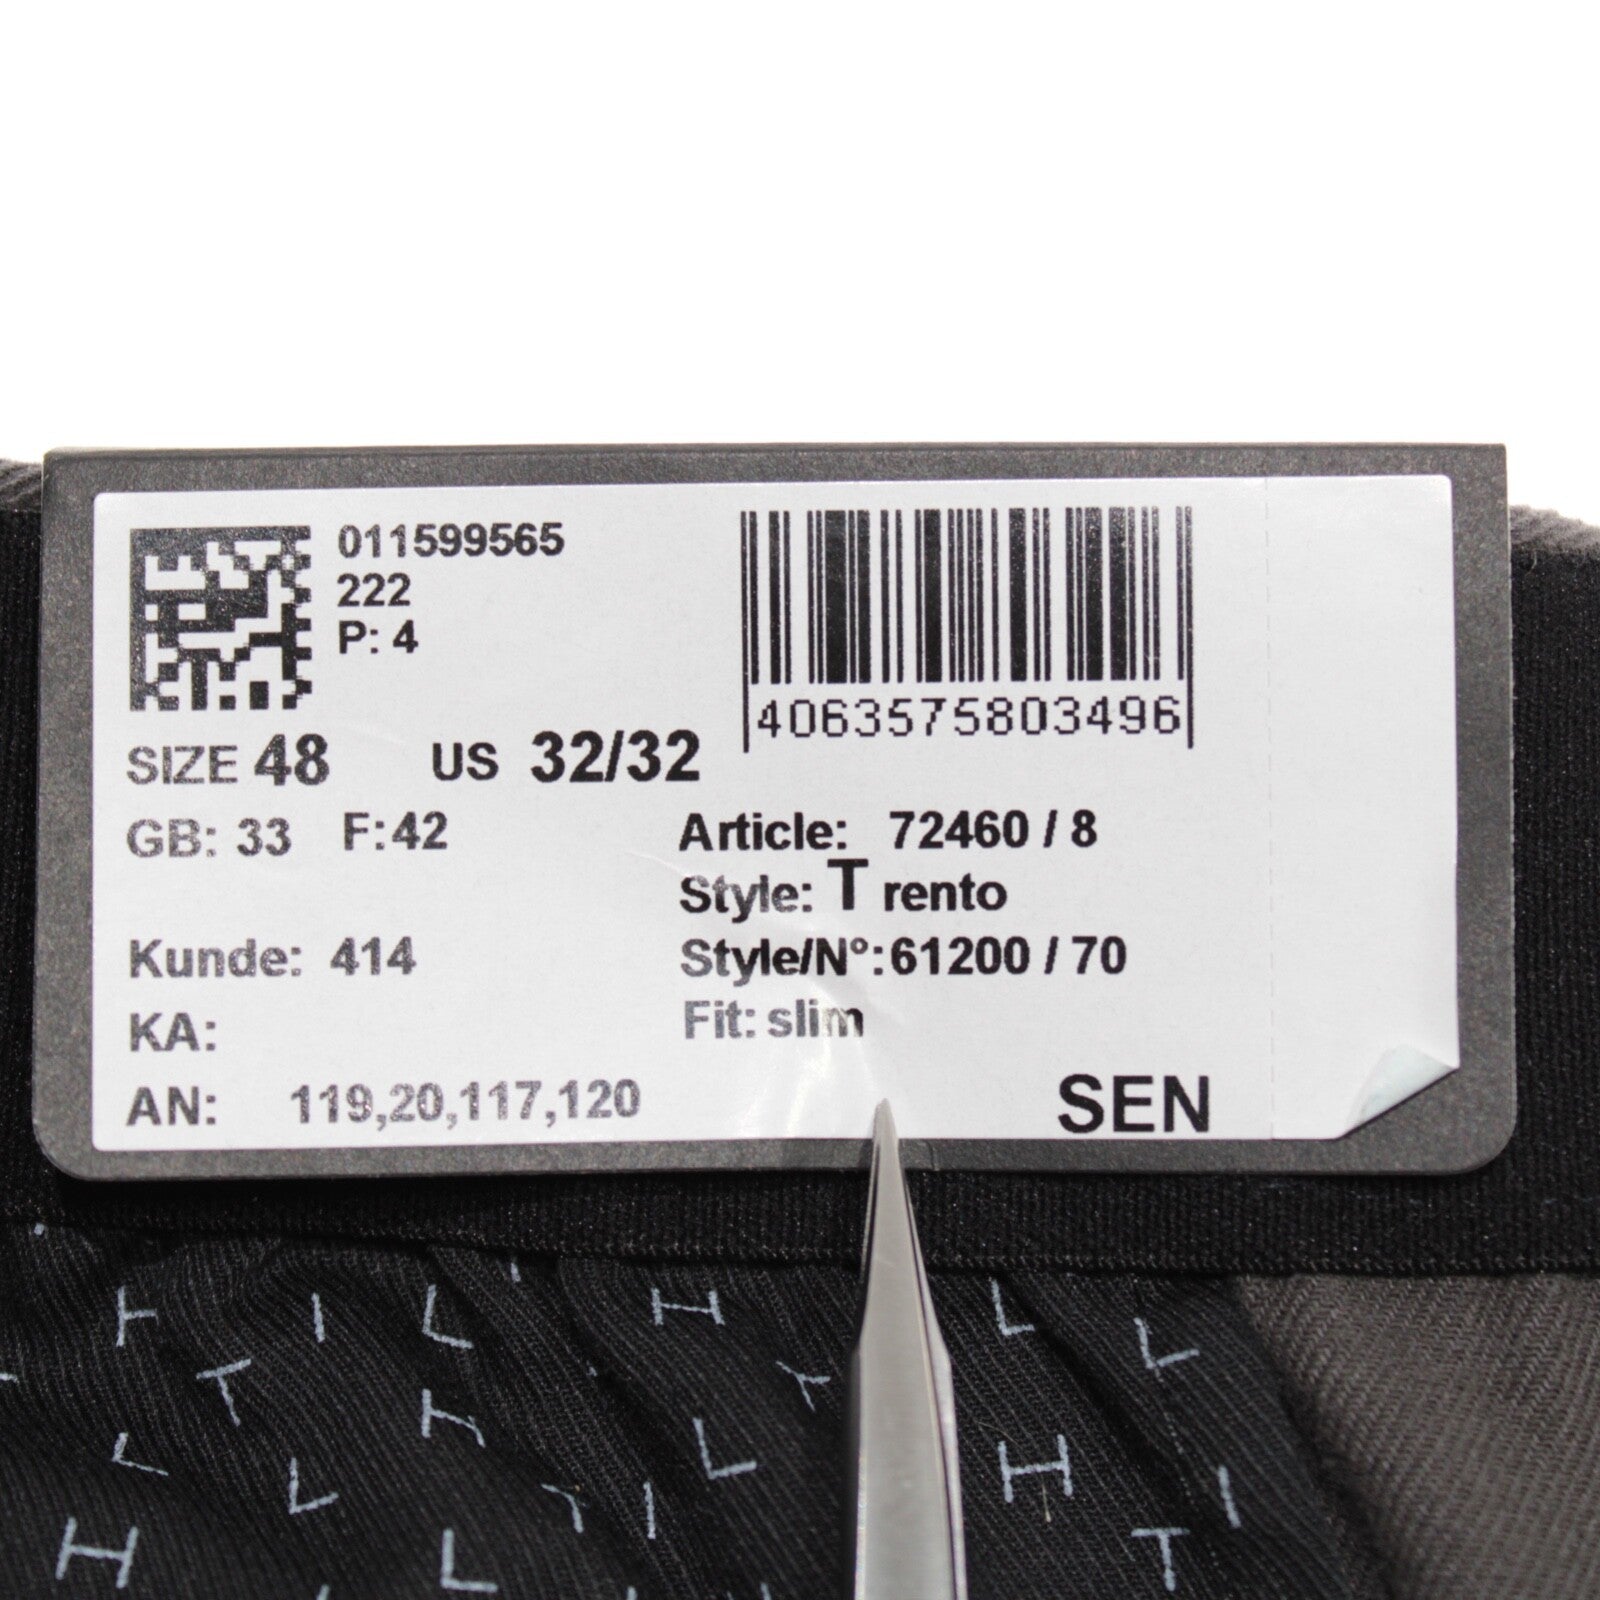 011599565
222
P: 4
4063575803496
SIZE 48 US 32/32
GB: 33 F:42
Article: 72460 / 8
Style: T rento
Kunde: 414
Style/N°:61200 / 70
KA:
Fit: slim
AN: 119,20,117,120
SEN
H I L H L L
T H Y L
L L Y I H I
H L T